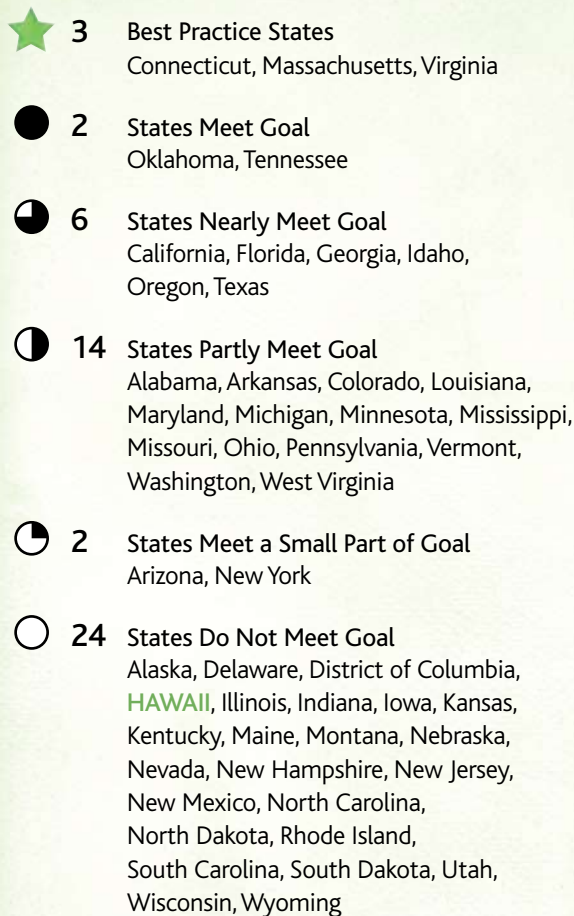 3 Best Practice States
Connecticut, Massachusetts, Virginia
2 States Meet Goal
Oklahoma, Tennessee
6 States Nearly Meet Goal
California, Florida, Georgia, Idaho,
Oregon, Texas
14 States Partly Meet Goal
Alabama, Arkansas, Colorado, Louisiana,
Maryland, Michigan, Minnesota, Mississippi,
Missouri, Ohio, Pennsylvania, Vermont,
Washington, West Virginia
2 States Meet a Small Part of Goal
Arizona, New York
24 States Do Not Meet Goal
Alaska, Delaware, District of Columbia,
HAWAII, Illinois, Indiana, Iowa, Kansas,
Kentucky, Maine, Montana, Nebraska,
Nevada, New Hampshire, New Jersey,
New Mexico, North Carolina,
North Dakota, Rhode Island,
South Carolina, South Dakota, Utah,
Wisconsin, Wyoming